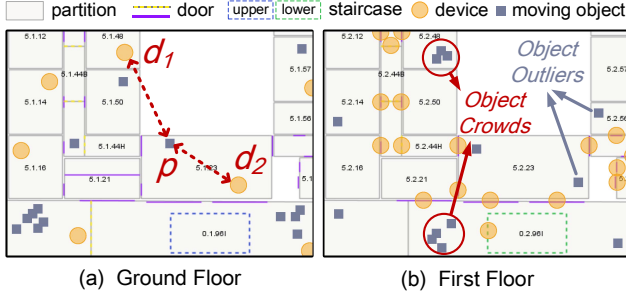 partition door upper lower staircase device moving object
5.1.12 5.1.48 5.1.57
5.1.44B
5.1.14 5.1.50
5.1.56
5.1.44H
5.1.16 5.1.21 5.1.23
0.1.96I
d1
p
d2
5.2.12 5.2.48 5.2.57
5.2.44B
5.2.14 5.2.50
5.2.56
5.2.44H
5.2.16 5.2.21 5.2.23
0.2.96I
Object
Crowds
Object
Outliers
(a) Ground Floor (b) First Floor